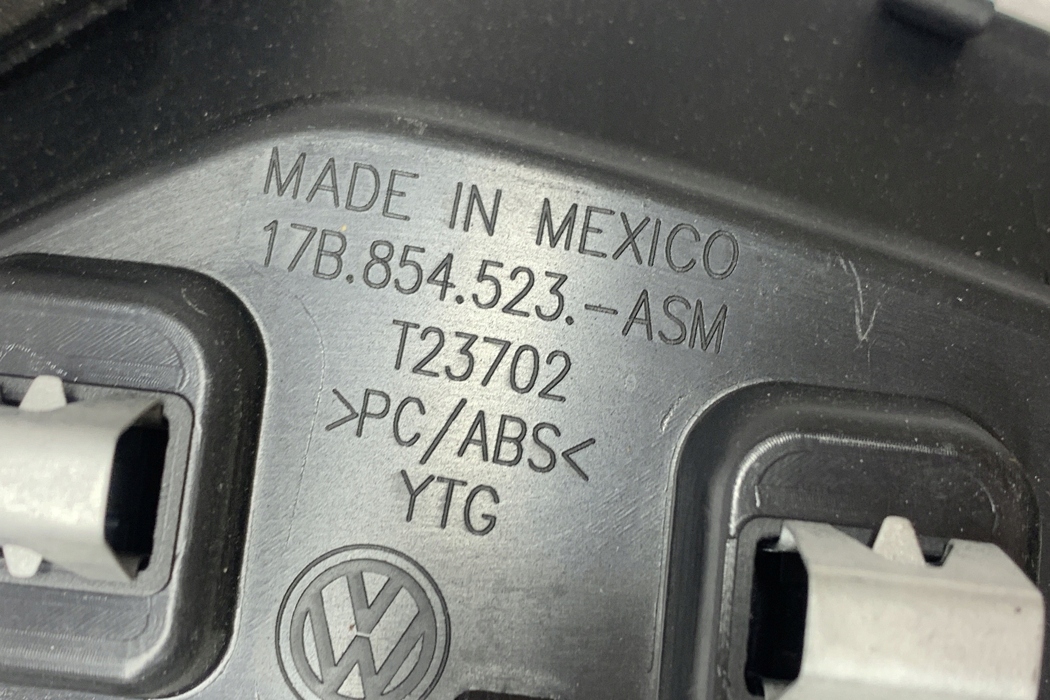 MADE IN MEXICO
17B.854.523.-ASM
T23702
>PC/ABS<
YTG